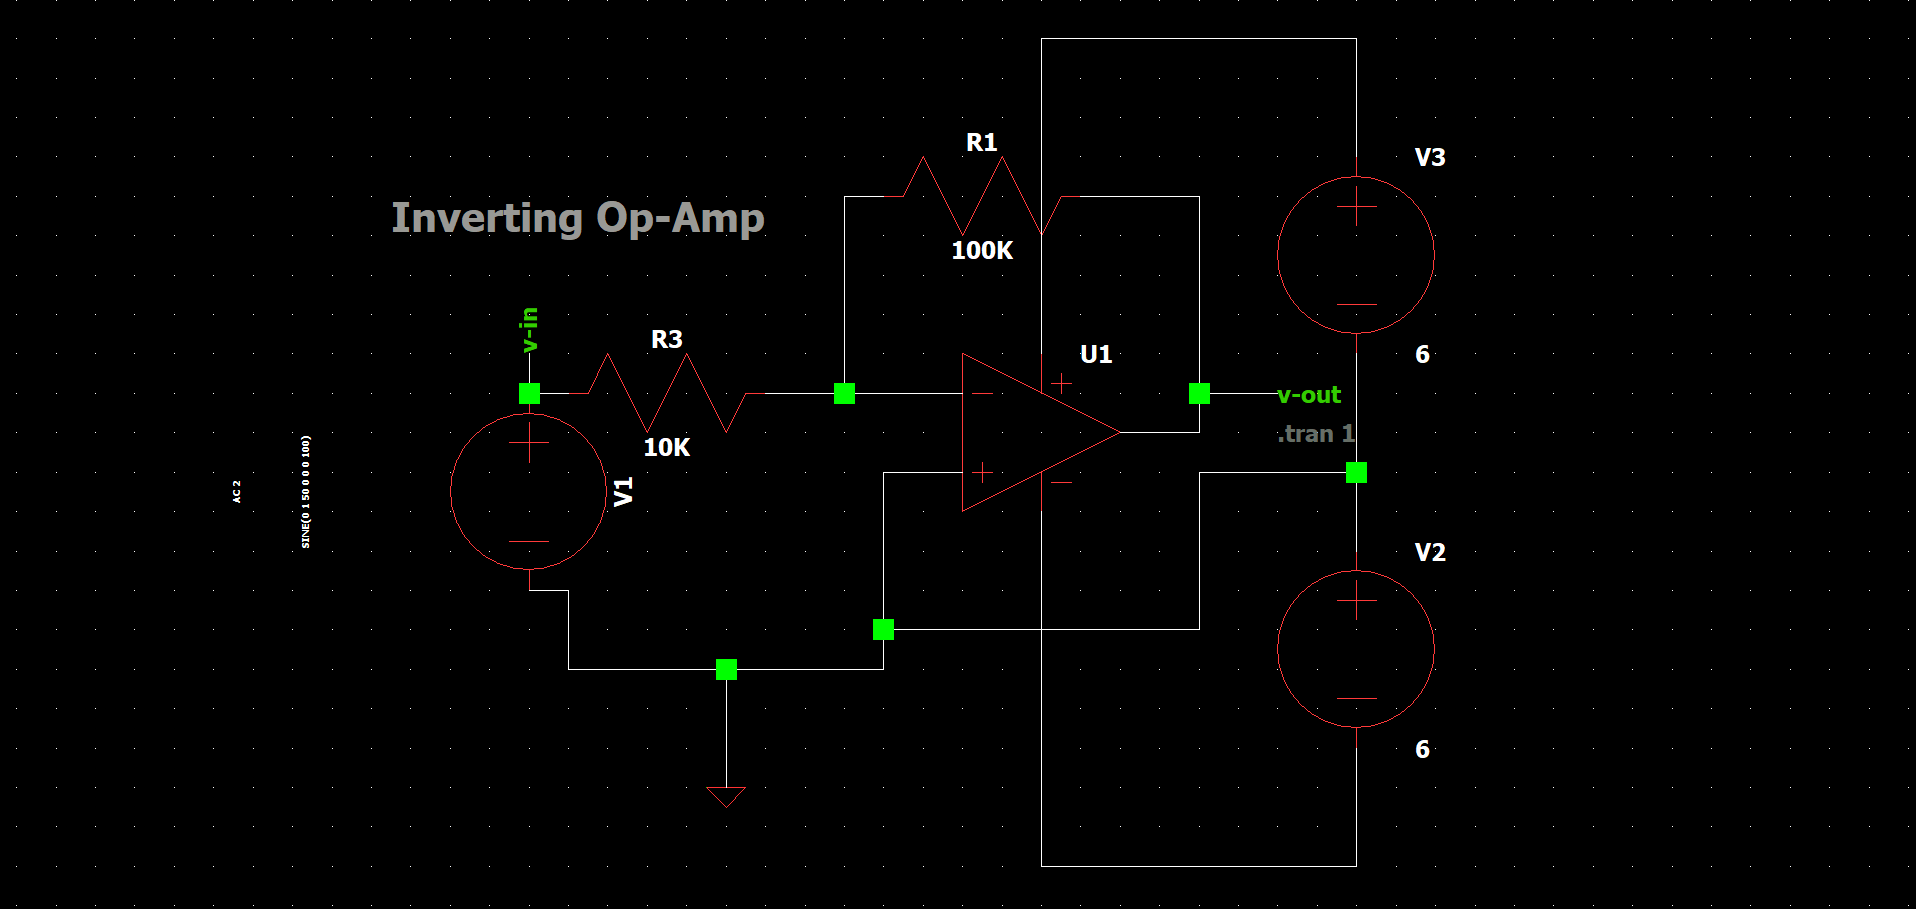 R1
V3
Inverting Op-Amp
100K
v-in
R3
U1
6
v-out
10K
.tran 1
AC 2
SINE(0 1 50 0 0 0 100)
V1
V2
6